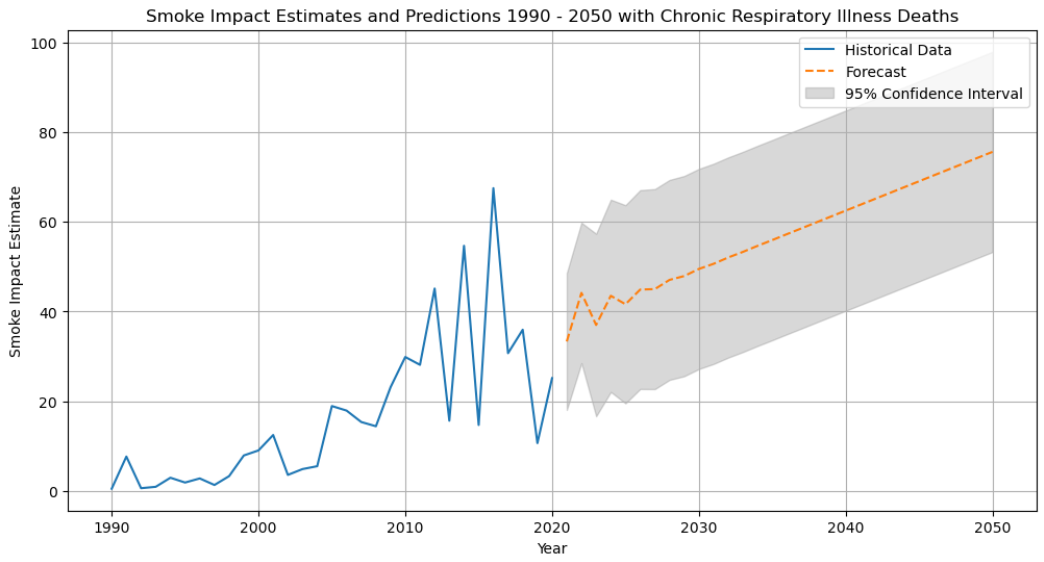 Smoke Impact Estimates and Predictions 1990 - 2050 with Chronic Respiratory Illness Deaths
Historical Data
Forecast
95% Confidence Interval
Smoke Impact Estimate
100
80
60
40
20
0
1990 2000 2010 2020 2030 2040 2050
Year